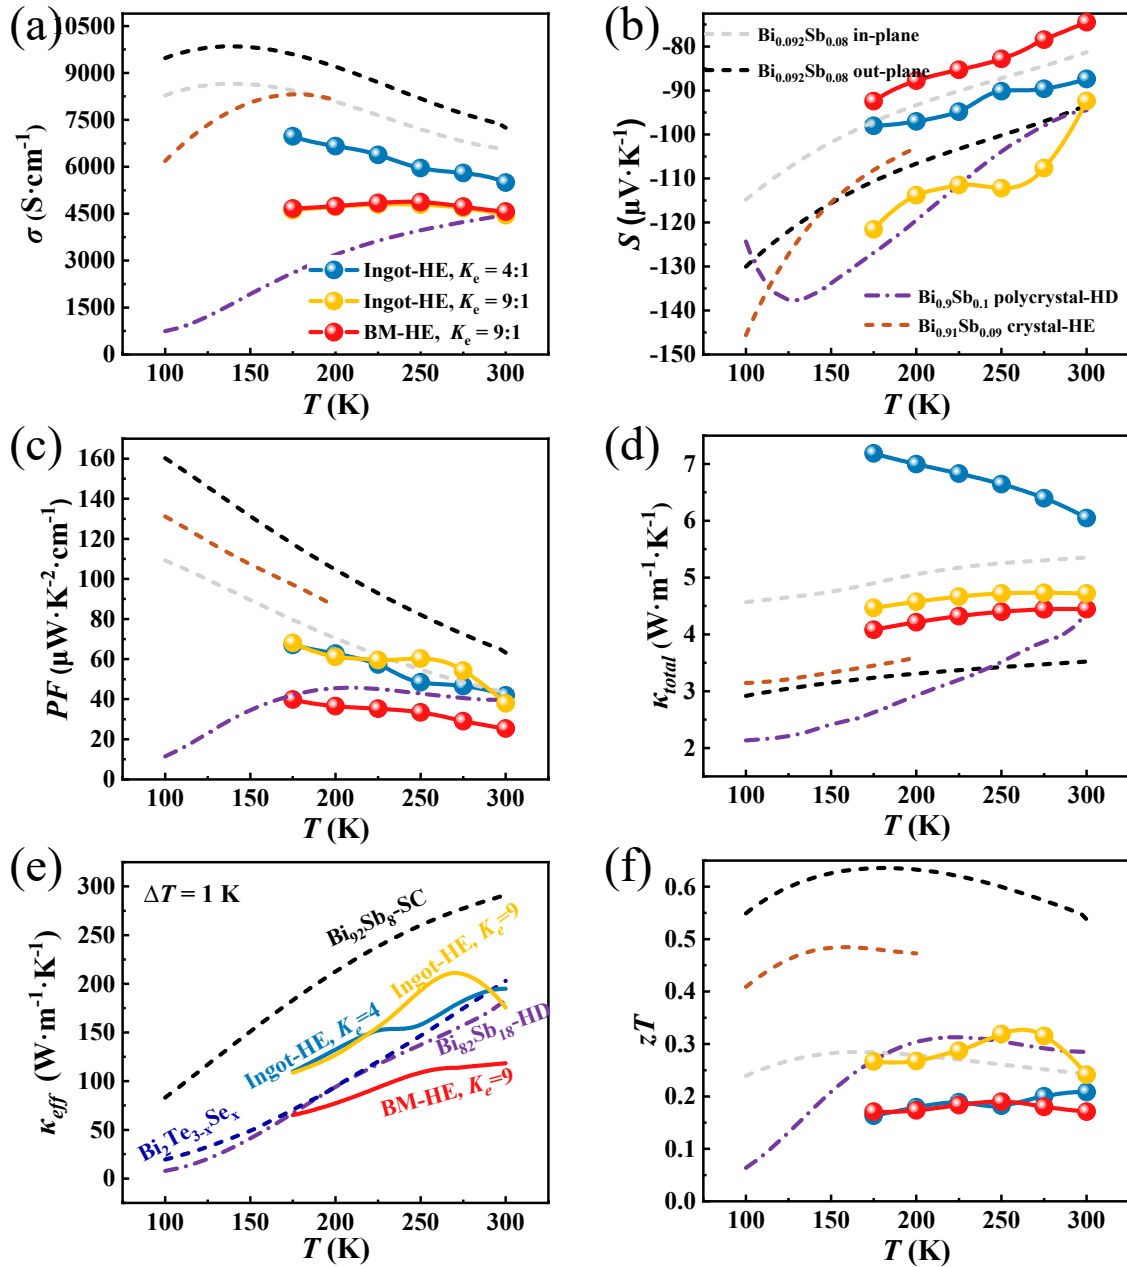 (a)
10500
9000
7500
6000
4500
3000
1500
0
σ (S·cm⁻¹)
Ingot-HE, Kₑ = 4:1
Ingot-HE, Kₑ = 9:1
BM-HE, Kₑ = 9:1
100 150 200 250 300
T (K)
(b)
-80
-90
-100
-110
-120
-130
-140
-150
S (μV·K⁻¹)
Bi₀.₀₉₂Sb₀.₀₈ in-plane
Bi₀.₀₉₂Sb₀.₀₈ out-plane
Bi₀.₉Sb₀.₁ polycrystal-HD
Bi₀.₉₁Sb₀.₀₉ crystal-HE
100 150 200 250 300
T (K)
(c)
160
140
120
100
80
60
40
20
0
PF (μW·K⁻²·cm⁻¹)
100 150 200 250 300
T (K)
(d)
7
6
5
4
3
2
κ_total (W·m⁻¹·K⁻¹)
100 150 200 250 300
T (K)
(e)
300
250
200
150
100
50
0
κ_eff (W·m⁻¹·K⁻¹)
ΔT = 1 K
Bi₉₂Sb₈-SC
Ingot-HE, Kₑ=9
Ingot-HE, Kₑ=4
Bi₈₂Sb₁₈-HD
BM-HE, Kₑ=9
Bi₂Te₃₋ₓSeₓ
100 150 200 250 300
T (K)
(f)
0.6
0.5
0.4
0.3
0.2
0.1
0.0
zT
100 150 200 250 300
T (K)